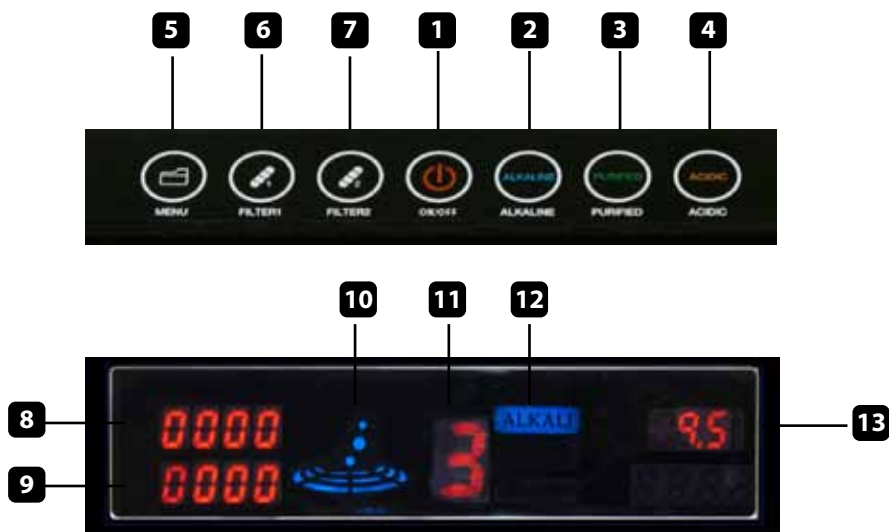 5 6 7 1 2 3 4
ALKALINE PURIFIED ACIDIC
MENU FILTER1 FILTER2 ON/OFF ALKALINE PURIFIED ACIDIC
10 11 12
8 0000 3 ALKALI 9.5 13
9 0000